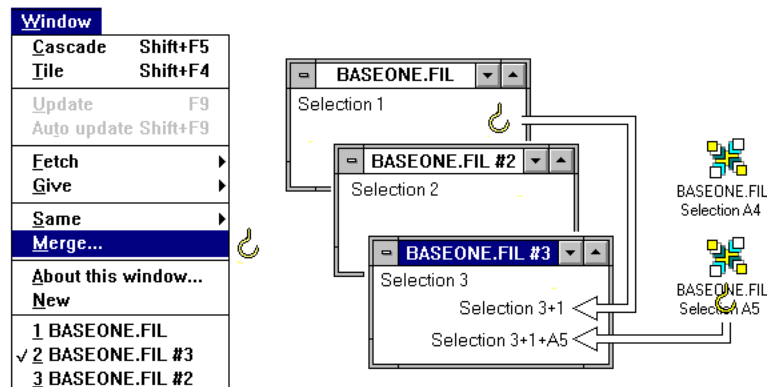 Window
Cascade Shift+F5
Tile Shift+F4
Update F9
Auto update Shift+F9
Fetch
Give
Same
Merge...
About this window...
New
1 BASEONE.FIL
√ 2 BASEONE.FIL #3
3 BASEONE.FIL #2
BASEONE.FIL
Selection 1
BASEONE.FIL #2
Selection 2
BASEONE.FIL #3
Selection 3
Selection 3+1
Selection 3+1+A5
BASEONE.FIL
Selection A4
BASEONE.FIL
Selection A5